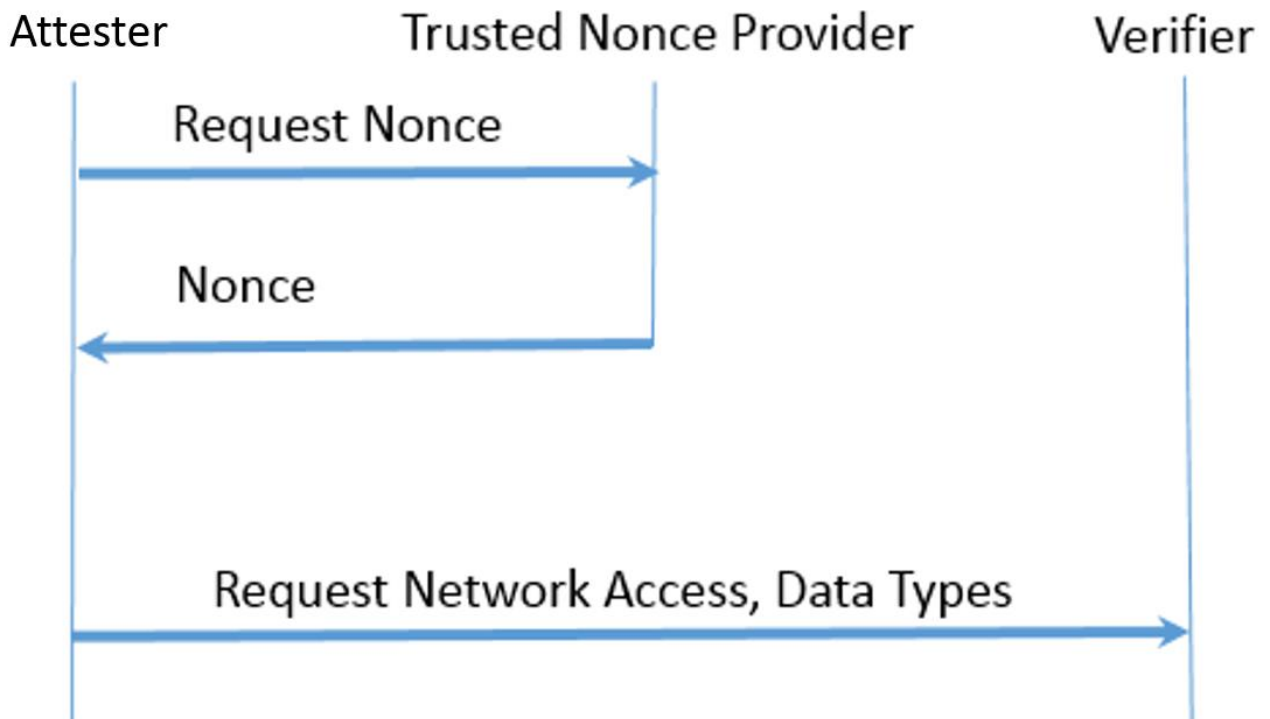 Attester
Trusted Nonce Provider
Verifier
Request Nonce
Nonce
Request Network Access, Data Types